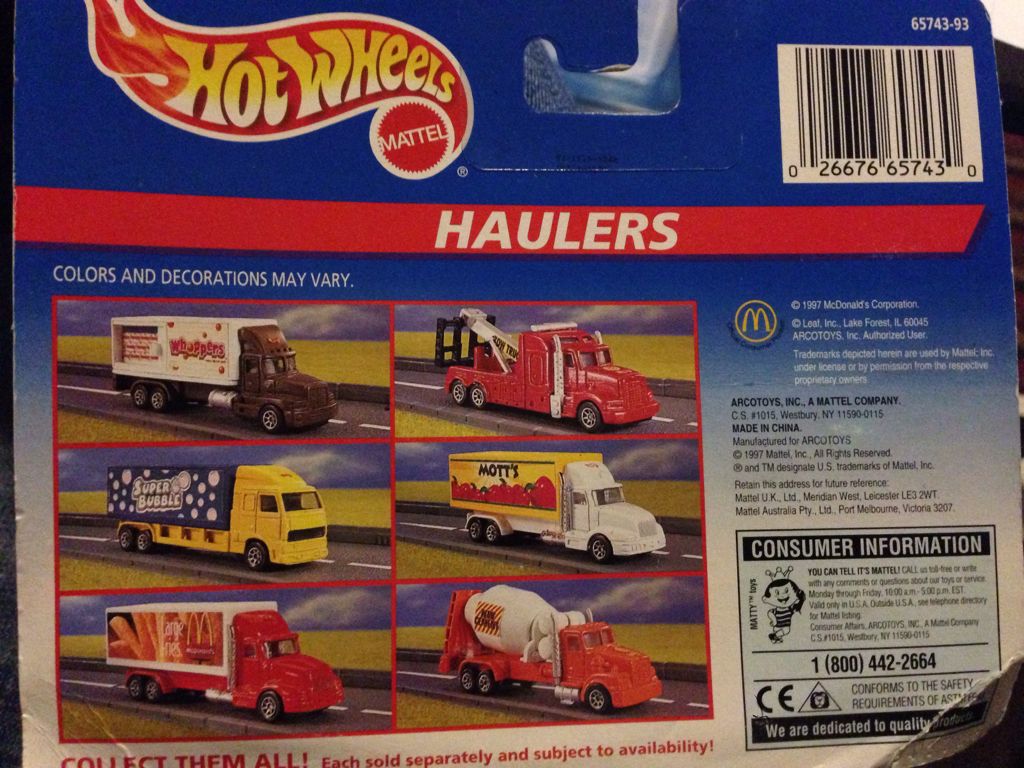 65743-93
HOT WHEELS
MATTEL
®
0 26676 65743 0
HAULERS
COLORS AND DECORATIONS MAY VARY.
Whoppers
SUPER
BUBBLE
MOTT'S
Large
Fries
McDonald's
© 1997 McDonald's Corporation.
© Leaf, Inc., Lake Forest, IL 60045
ARCOTOYS, Inc. Authorized User.
Trademarks depicted herein are used by Mattel, Inc.
under license or by permission from the respective
proprietary owners.
ARCOTOYS, INC., A MATTEL COMPANY.
C.S. #1015, Westbury, NY 11590-0115
MADE IN CHINA.
Manufactured for ARCOTOYS
© 1997 Mattel, Inc., All Rights Reserved.
® and TM designate U.S. trademarks of Mattel, Inc.
Retain this address for future reference:
Mattel U.K., Ltd., Meridian West, Leicester LE3 2WT.
Mattel Australia Pty., Ltd., Port Melbourne, Victoria 3207.
CONSUMER INFORMATION
MATTY™ toys
YOU CAN TELL IT'S MATTEL! CALL us toll-free or write
with any comments or questions about our toys or service.
Monday through Friday, 10:00 a.m.- 5:00 p.m. EST.
Valid only in U.S.A. Outside U.S.A., see telephone directory
for Mattel listing.
Consumer Affairs, ARCOTOYS, INC., A Mattel Company
C.S.#1015, Westbury, NY 11590-0115
1 (800) 442-2664
CE
CONFORMS TO THE SAFETY
REQUIREMENTS OF
We are dedicated to quality products.
COLLECT THEM ALL! Each sold separately and subject to availability!